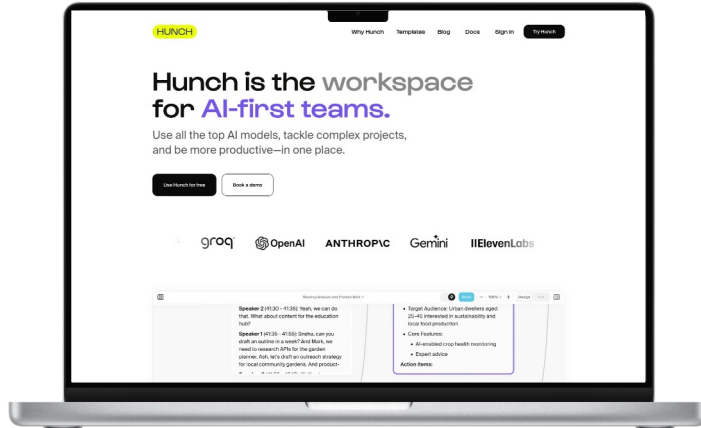 HUNCH
Why Hunch Templates Blog Docs Sign In Try Hunch
Hunch is the workspace
for AI-first teams.
Use all the top AI models, tackle complex projects,
and be more productive—in one place.
Use Hunch for free Book a demo
groq OpenAI ANTHROP\C Gemini IIElevenLabs
100% Design
Speaker 2 (41:30 - 41:35): Yeah, we can do
that. What about content for the education
hub?
Speaker 1 (41:35 - 41:55): Sneha, can you
draft an outline in a week? And Mark, we
need to research APIs for the garden
planner. Ash, let's draft an outreach strategy
for local community gardens. And product-
• Target Audience: Urban dwellers aged
25-45 interested in sustainability and
local food production
• Core Features:
• AI-enabled crop health monitoring
• Expert advice
Action Items: